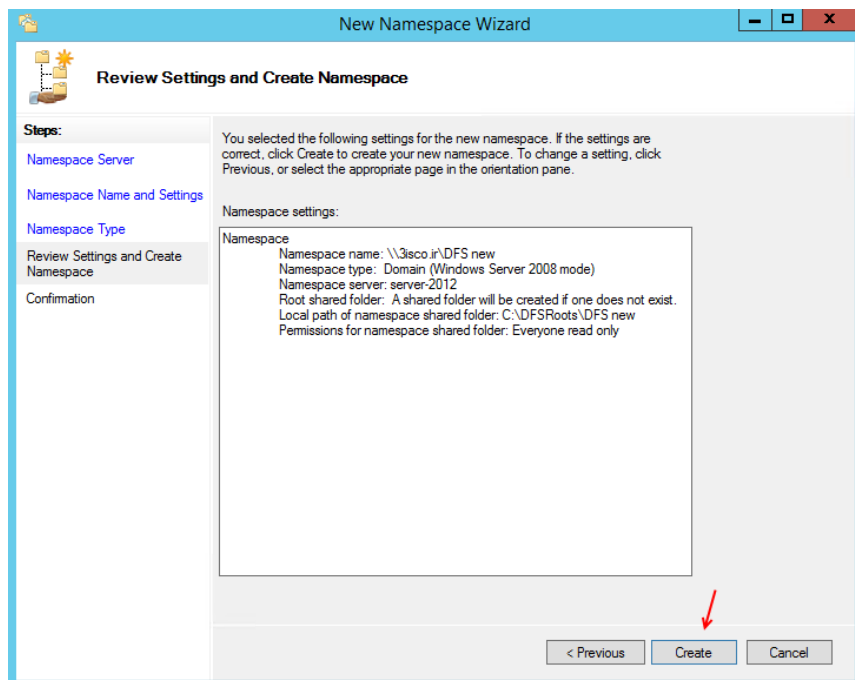 New Namespace Wizard
Review Settings and Create Namespace
Steps:
Namespace Server
Namespace Name and Settings
Namespace Type
Review Settings and Create
Namespace
Confirmation
You selected the following settings for the new namespace. If the settings are
correct, click Create to create your new namespace. To change a setting, click
Previous, or select the appropriate page in the orientation pane.
Namespace settings:
Namespace
Namespace name: \\3isco.ir\DFS new
Namespace type: Domain (Windows Server 2008 mode)
Namespace server: server-2012
Root shared folder: A shared folder will be created if one does not exist.
Local path of namespace shared folder: C:\DFSRoots\DFS new
Permissions for namespace shared folder: Everyone read only
< Previous
Create
Cancel